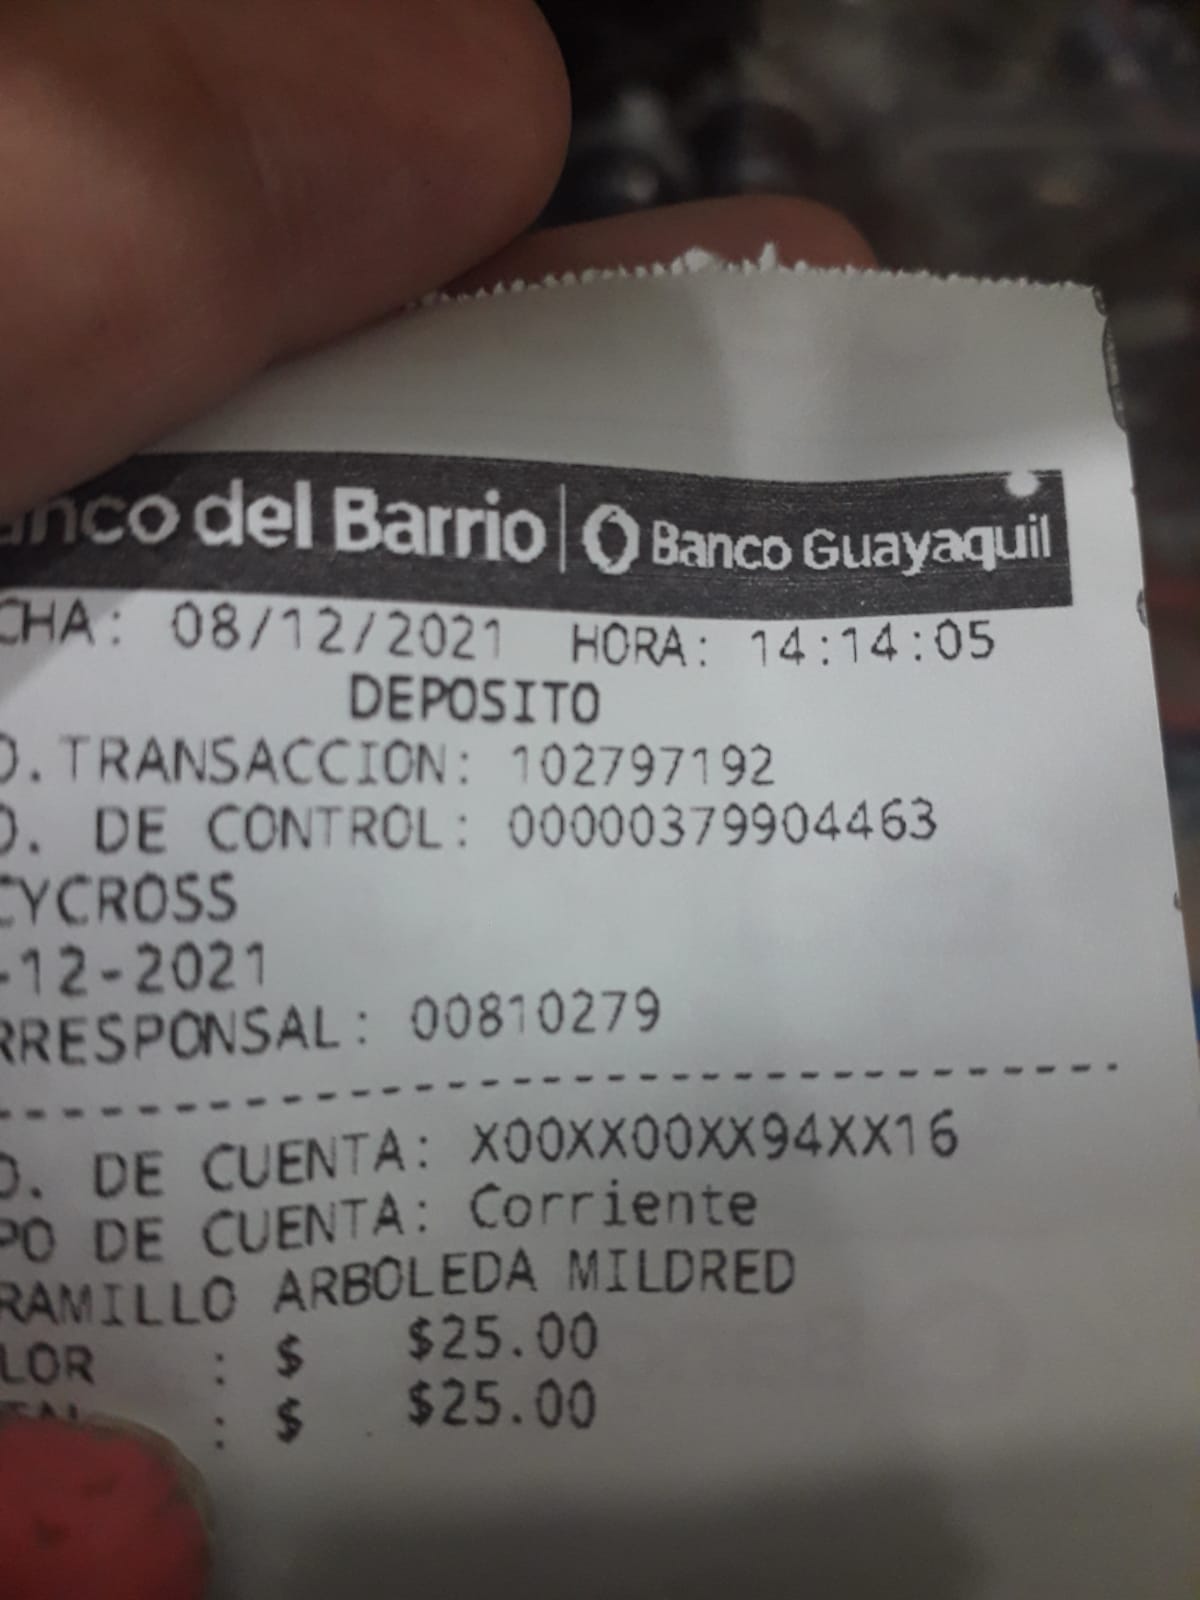 anco del Barrio | Banco Guayaquil
CHA: 08/12/2021 HORA: 14:14:05
DEPOSITO
O. TRANSACCION: 102797192
O. DE CONTROL: 00000379904463
CYCROSS
-12-2021
RRESPONSAL: 00810279
O. DE CUENTA: X00XX00XX94XX16
PO DE CUENTA: Corriente
RAMILLO ARBOLEDA MILDRED
LOR : $ $25.00
: $ $25.00